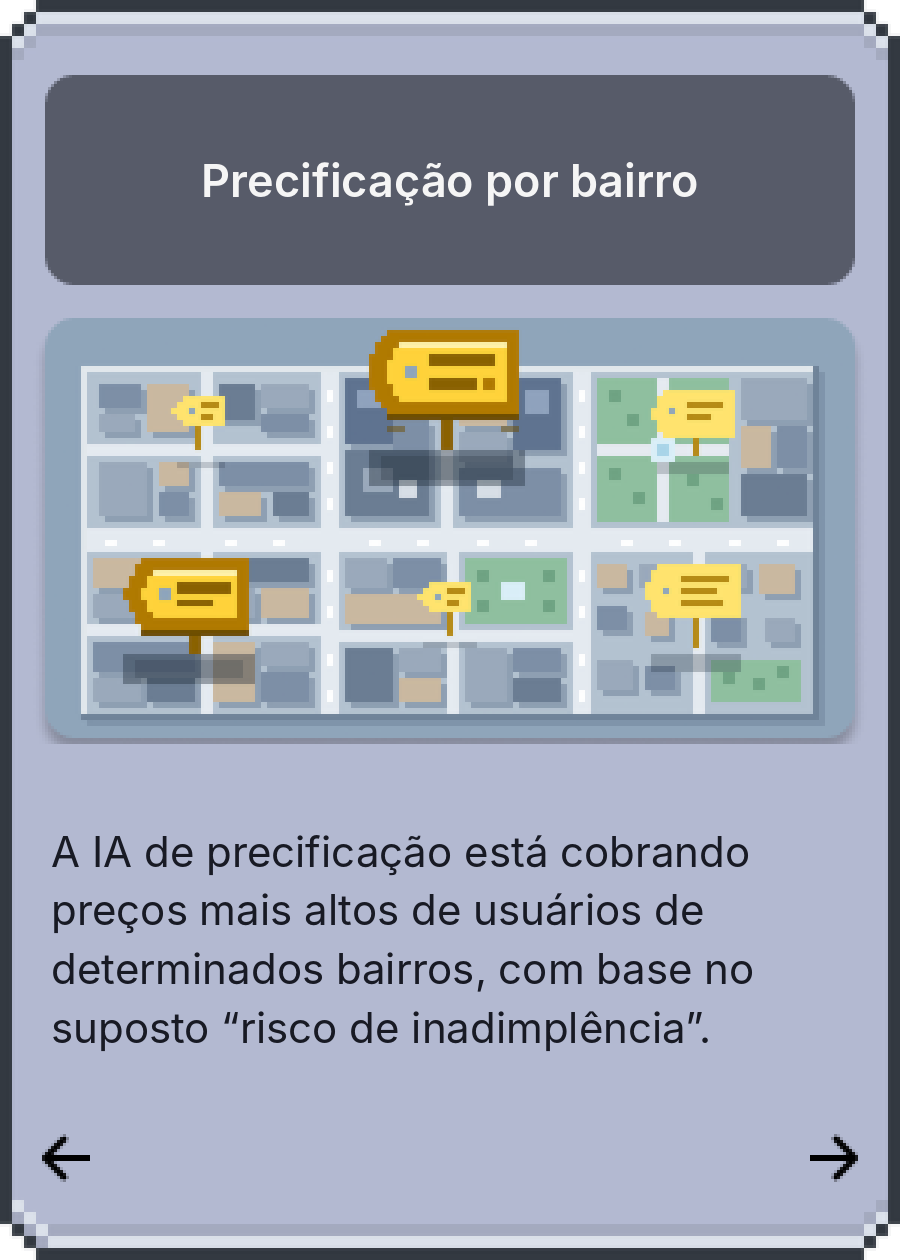 Precificação por bairro
A IA de precificação está cobrando
preços mais altos de usuários de
determinados bairros, com base no
suposto “risco de inadimplência”.